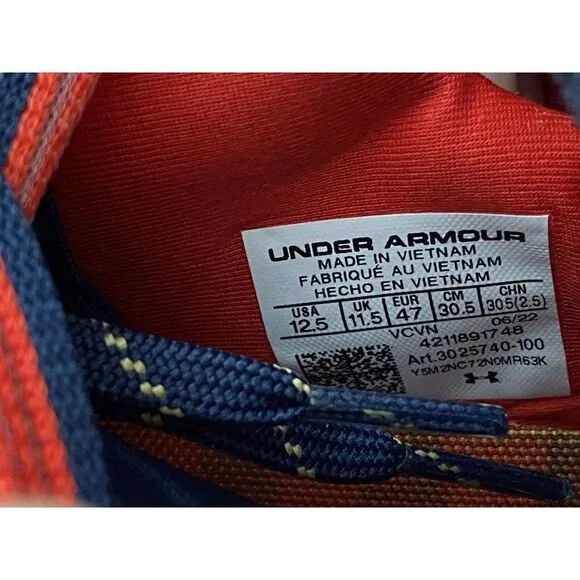 UNDER ARMOUR
MADE IN VIETNAM
FABRIQUÉ AU VIETNAM
HECHO EN VIETNAM
USA UK EUR CM CHN
12.5 11.5 47 30.5 305(2.5)
VCVN 06/22
4211891748
Art.3025740-100
Y5M2NC72N0MR63K